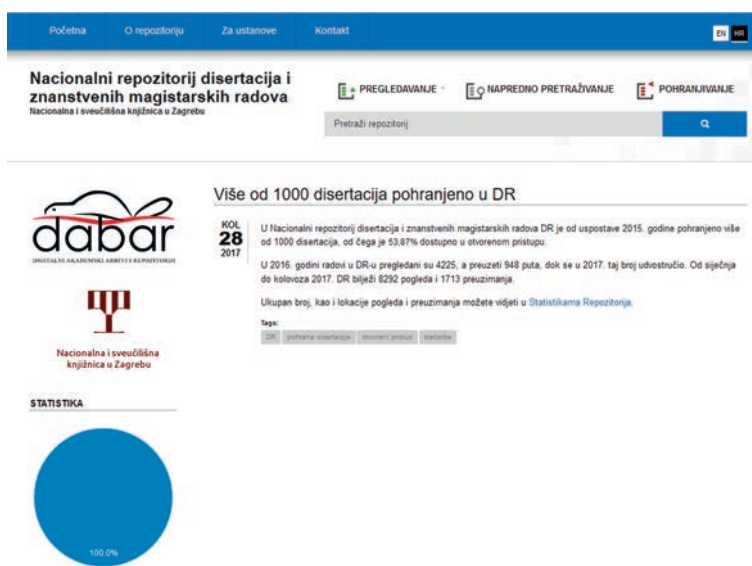 Početna O repozitoriju Za ustanove Kontakt EN HR
Nacionalni repozitorij disertacija i
znanstvenih magistarskih radova
Nacionalna i sveučilišna knjižnica u Zagrebu
PREGLEDAVANJE NAPREDNO PRETRAŽIVANJE POHRANJIVANJE
Pretraži repozitorij
dabar
DIGITALNI AKADEMSKI ARHIVI I REPOZITORIJI
Nacionalna i sveučilišna
knjižnica u Zagrebu
STATISTIKA
100.0%
Više od 1000 disertacija pohranjeno u DR
KOL
28
2017
U Nacionalni repozitorij disertacija i znanstvenih magistarskih radova DR je od uspostave 2015. godine pohranjeno više
od 1000 disertacija, od čega je 53,87% dostupno u otvorenom pristupu.
U 2016. godini radovi u DR-u pregledani su 4225, a preuzeti 948 puta, dok se u 2017. taj broj udvostručio. Od siječnja
do kolovoza 2017. DR bilježi 8292 pogleda i 1713 preuzimanja.
Ukupan broj, kao i lokacije pogleda i preuzimanja možete vidjeti u Statistikama Repozitorija.
Tags:
DR pohrana disertacija otvoreni pristup statistika